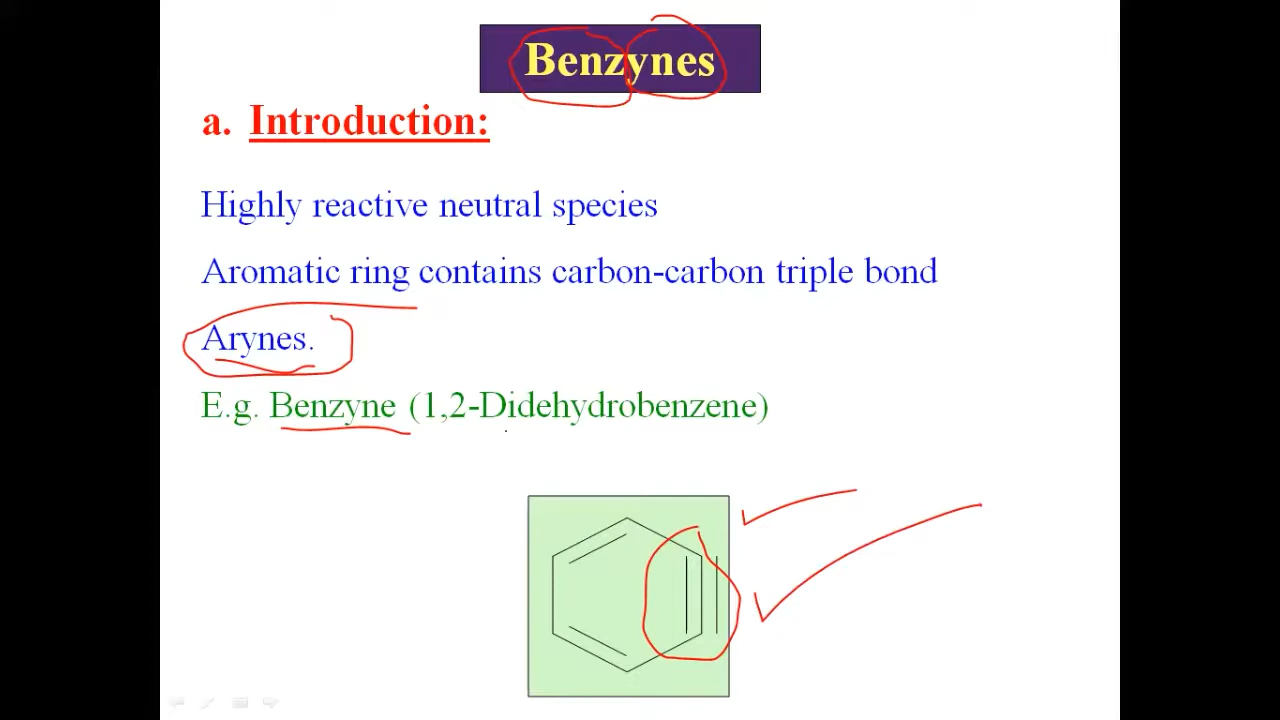 Benzynes
a. Introduction:
Highly reactive neutral species
Aromatic ring contains carbon-carbon triple bond
Arynes.
E.g. Benzyne (1,2-Didehydrobenzene)